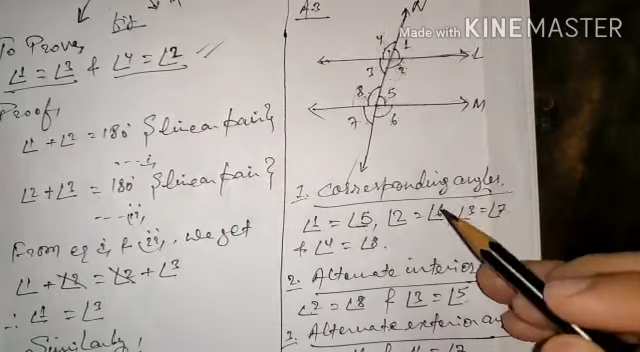 Made with KINEMASTER
fig
To Prove,
∠1 = ∠3 & ∠4 = ∠2
Proof,
∠1 + ∠2 = 180° {linear pair}
----- i,
∠2 + ∠3 = 180° {linear pair}
---- ii,
From eq i, & ii, we get
∠1 + ∠2 = ∠2 + ∠3
∴ ∠1 = ∠3
Similarly,
N
4 1
L
3 2
8 5
M
7 6
1. Corresponding angles.
∠1 = ∠5, ∠2 = ∠6, ∠3 = ∠7
& ∠4 = ∠8.
2. Alternate interior
∠2 = ∠8 & ∠3 = ∠5
3. Alternate exterior an
= ∠7